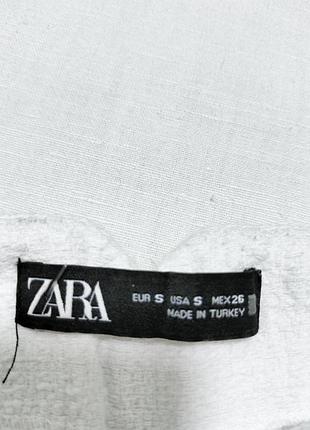 ZARA
EUR S USA S MEX 26
MADE IN TURKEY